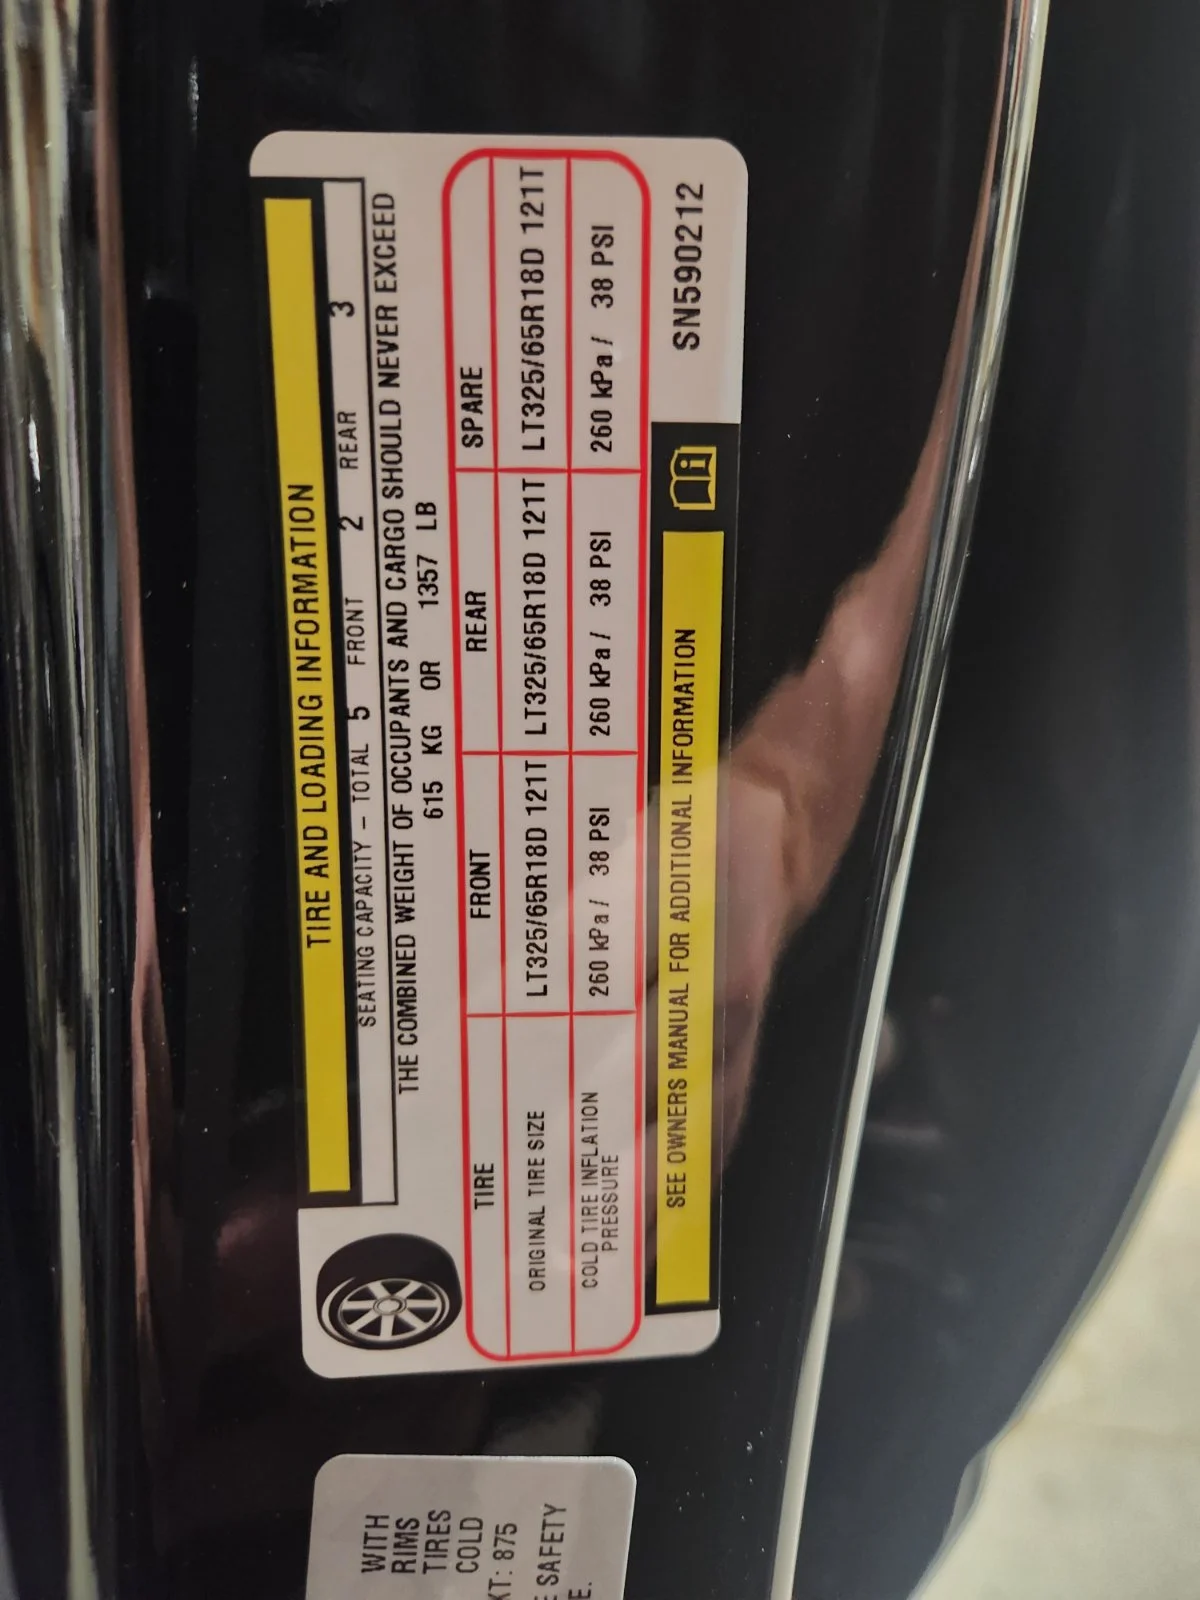 TIRE AND LOADING INFORMATION
SEATING CAPACITY – TOTAL 5 FRONT 2 REAR 3
THE COMBINED WEIGHT OF OCCUPANTS AND CARGO SHOULD NEVER EXCEED
615 KG OR 1357 LB
TIRE FRONT REAR SPARE
ORIGINAL TIRE SIZE LT325/65R18D 121T LT325/65R18D 121T LT325/65R18D 121T
COLD TIRE INFLATION
PRESSURE 260 kPa / 38 PSI 260 kPa / 38 PSI 260 kPa / 38 PSI
SEE OWNERS MANUAL FOR ADDITIONAL INFORMATION
SN590212
WITH
RIMS
TIRES
COLD
875
SAFETY